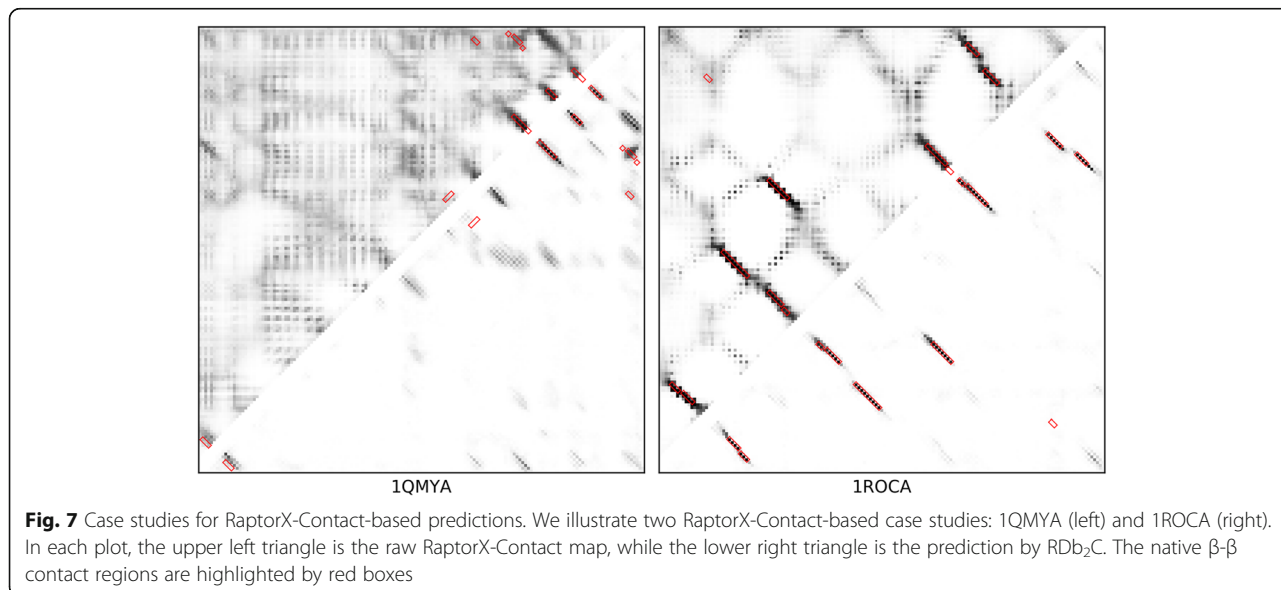 1QMYA 1ROCA
Fig. 7 Case studies for RaptorX-Contact-based predictions. We illustrate two RaptorX-Contact-based case studies: 1QMYA (left) and 1ROCA (right).
In each plot, the upper left triangle is the raw RaptorX-Contact map, while the lower right triangle is the prediction by RDb₂C. The native β-β
contact regions are highlighted by red boxes